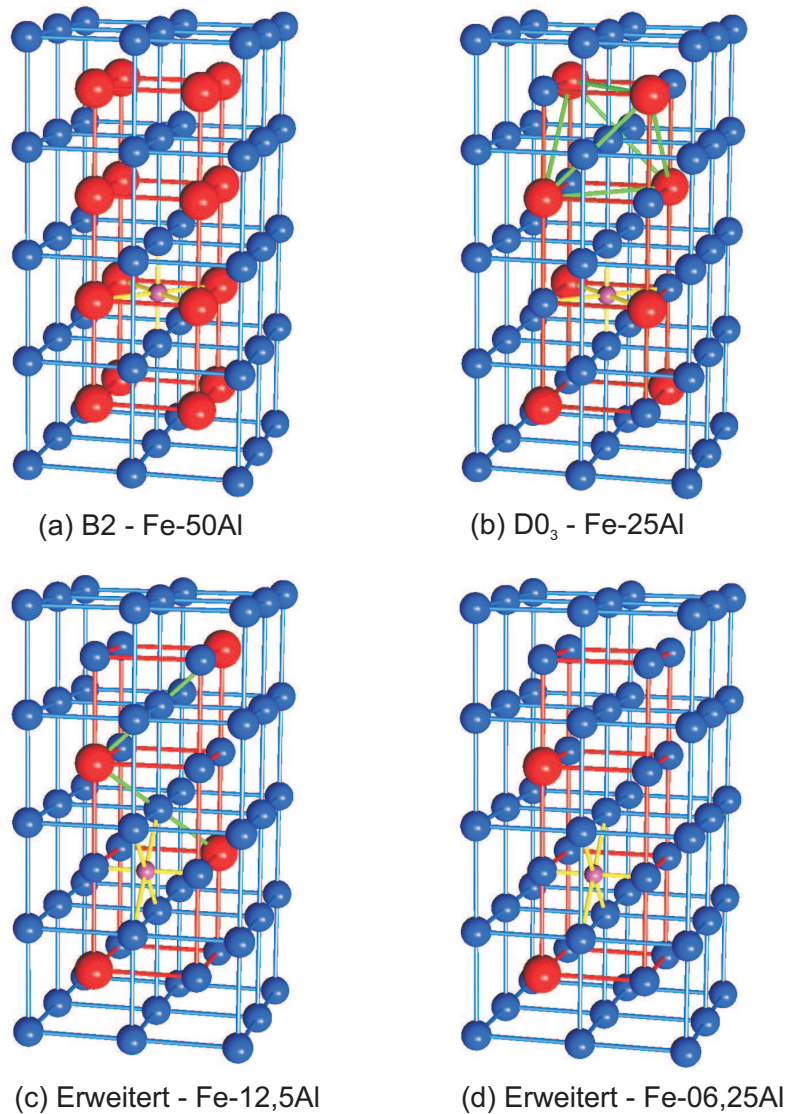 (a) B2 - Fe-50Al
(b) D0₃ - Fe-25Al
(c) Erweitert - Fe-12,5Al
(d) Erweitert - Fe-06,25Al